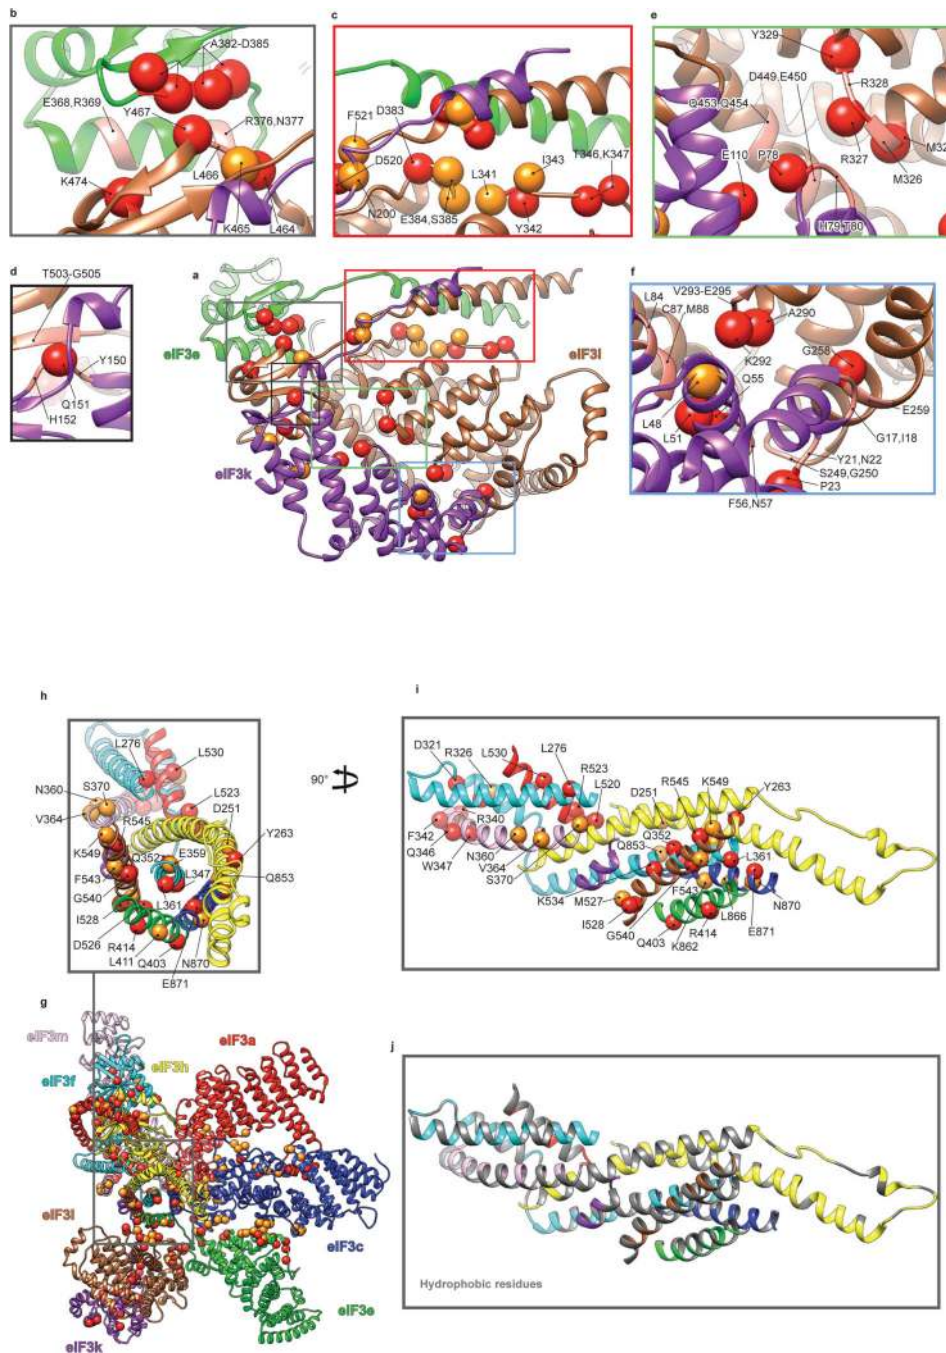 b
A382-D385
E368,R369
Y467
R376,N377
K474
L466
K465
L464
c
F521
D383
D520
L341
I343
T346,K347
N200
E384,S385
Y342
e
Y329
D449,E450
R328
Q453,Q454
E110
P78
R327
M326
H79,T80
d
T503-G505
Y150
Q151
H152
a
eIF3e
eIF3l
eIF3k
f
V293-E295
L84
C87,M88
A290
K292
G258
Q55
L48
L51
E259
G17,I18
Y21,N22
S249,G250
P23
F56,N57
h
L276
L530
N360
S370
V364
L523
D251
R545
Y263
K549
Q352
E359
F543
L347
Q853
G540
L361
I528
D526
R414
L411
Q403
N870
E871
90°
i
D321
R326
L530
L276
R523
L520
R545
K549
D251
Y263
R340
Q352
F342
Q346
W347
N360
V364
S370
Q853
L361
K534
M527
F543
I528
G540
Q403
K862
R414
L866
E871
N870
g
eIF3m
eIF3a
eIF3h
eIF3f
eIF3l
eIF3c
eIF3e
eIF3k
j
Hydrophobic residues